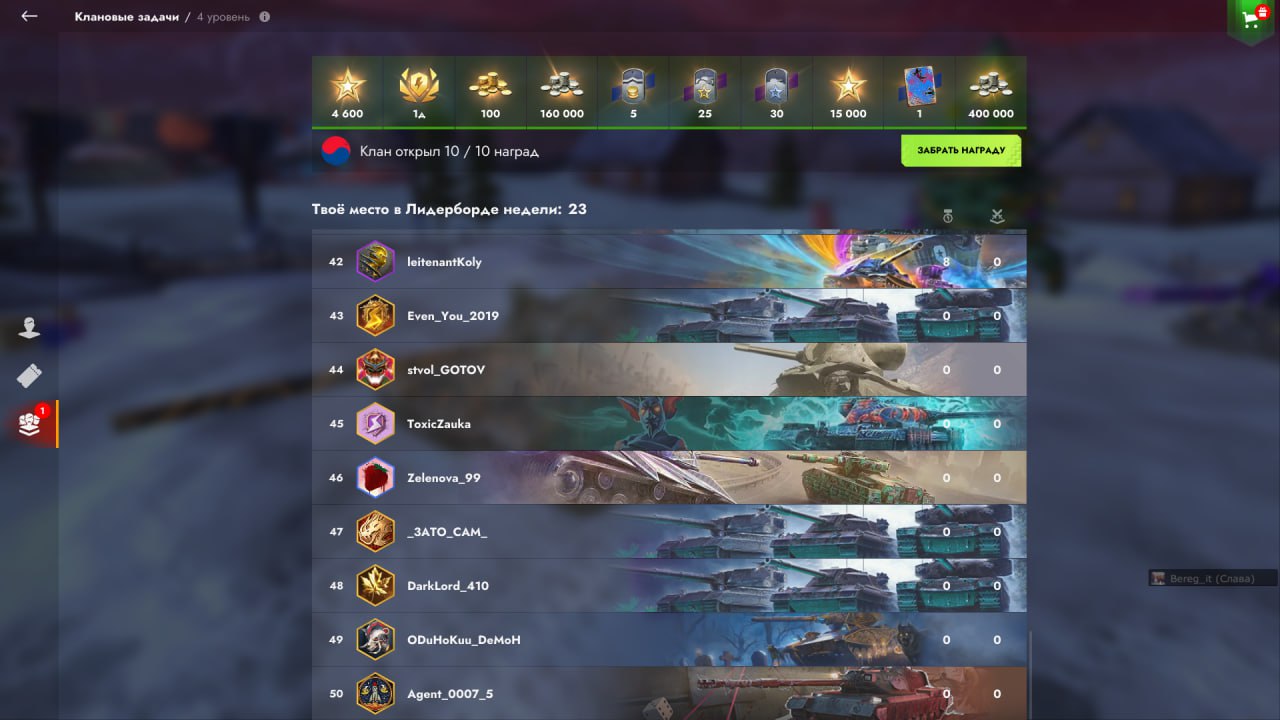 Клановые задачи / 4 уровень
4 600 1д 100 160 000 5 25 30 15 000 1 400 000
Клан открыл 10 / 10 наград
ЗАБРАТЬ НАГРАДУ
Твоё место в Лидерборде недели: 23
42 leitenantKoly 8 0
43 Even_You_2019 0 0
44 stvol_GOTOV 0 0
45 ToxicZauka 0 0
46 Zelenova_99 0 0
47 _3ATO_CAM_ 0 0
48 DarkLord_410 0 0
49 ODuHoKuu_DeMoH 0 0
50 Agent_0007_5 0 0
1
Bereg_it (Слава)